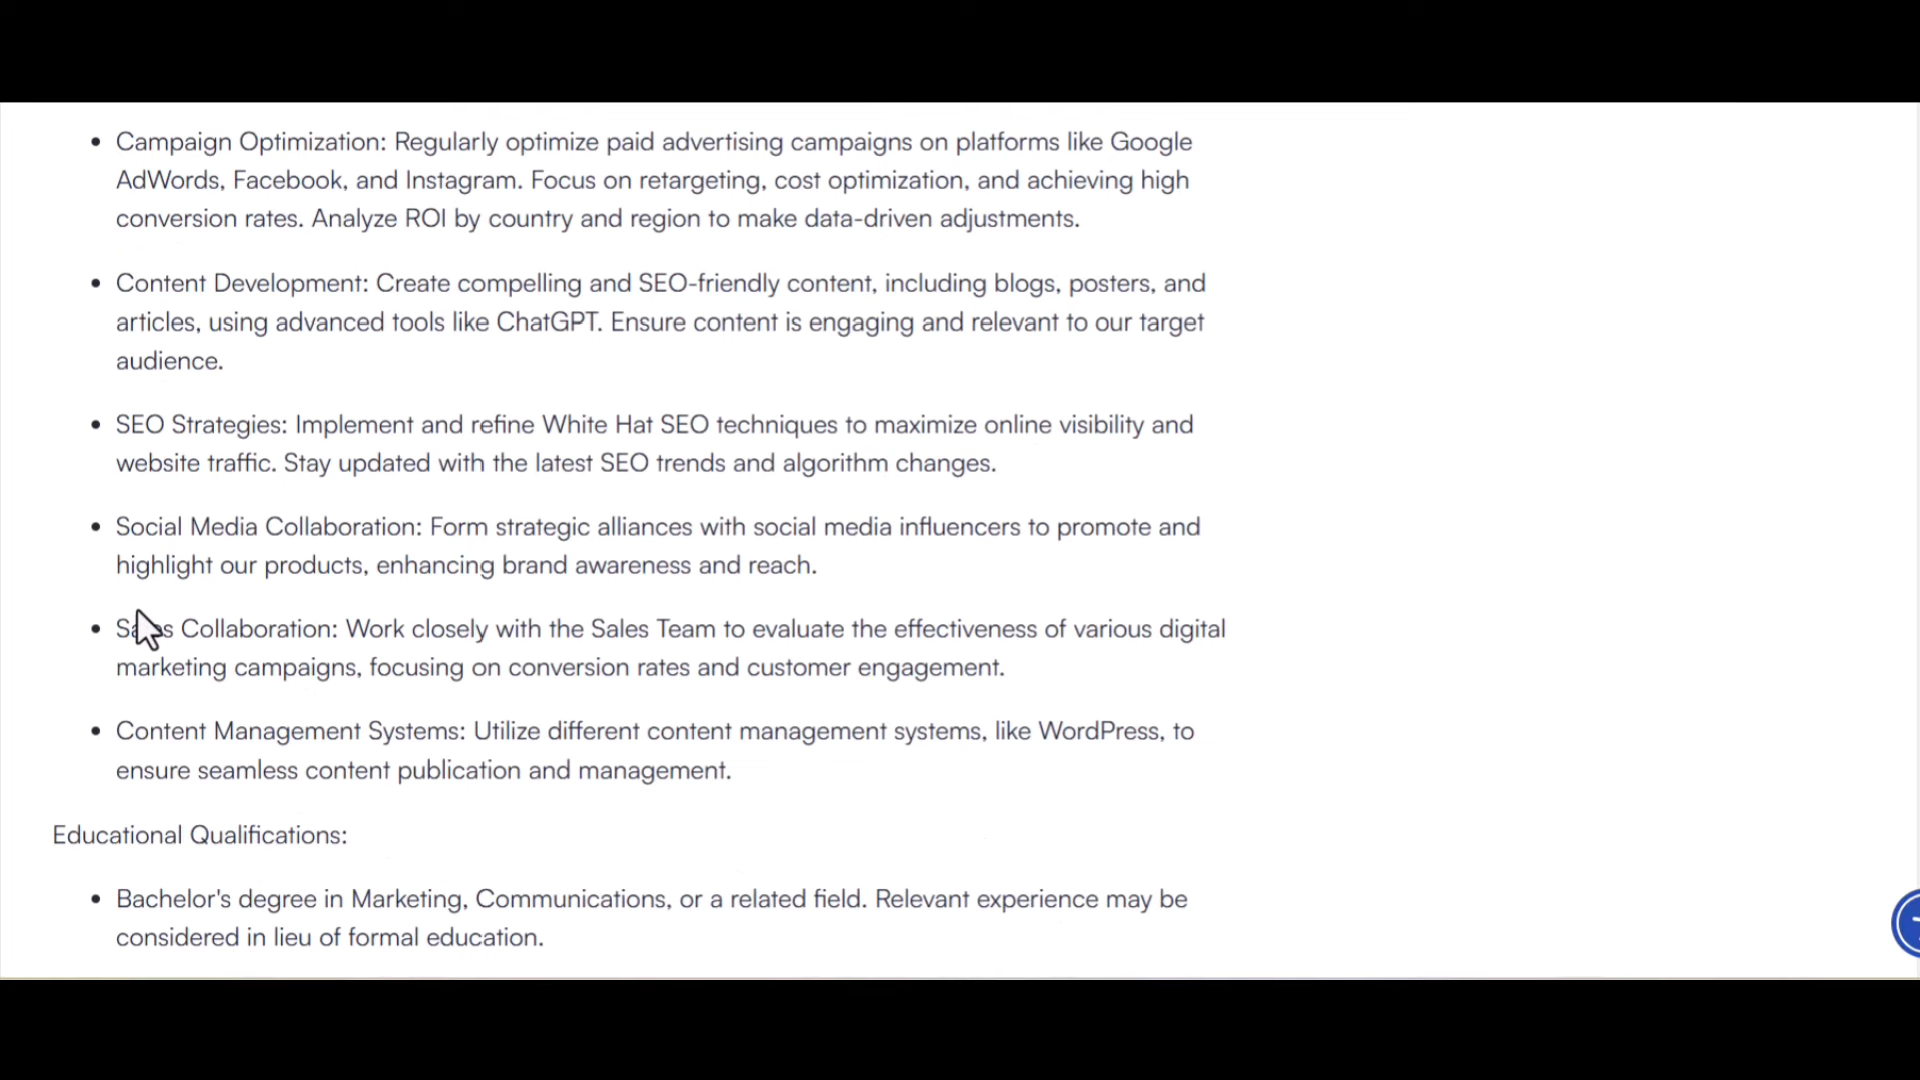 • Campaign Optimization: Regularly optimize paid advertising campaigns on platforms like Google
AdWords, Facebook, and Instagram. Focus on retargeting, cost optimization, and achieving high
conversion rates. Analyze ROI by country and region to make data-driven adjustments.
• Content Development: Create compelling and SEO-friendly content, including blogs, posters, and
articles, using advanced tools like ChatGPT. Ensure content is engaging and relevant to our target
audience.
• SEO Strategies: Implement and refine White Hat SEO techniques to maximize online visibility and
website traffic. Stay updated with the latest SEO trends and algorithm changes.
• Social Media Collaboration: Form strategic alliances with social media influencers to promote and
highlight our products, enhancing brand awareness and reach.
• Sales Collaboration: Work closely with the Sales Team to evaluate the effectiveness of various digital
marketing campaigns, focusing on conversion rates and customer engagement.
• Content Management Systems: Utilize different content management systems, like WordPress, to
ensure seamless content publication and management.
Educational Qualifications:
• Bachelor's degree in Marketing, Communications, or a related field. Relevant experience may be
considered in lieu of formal education.